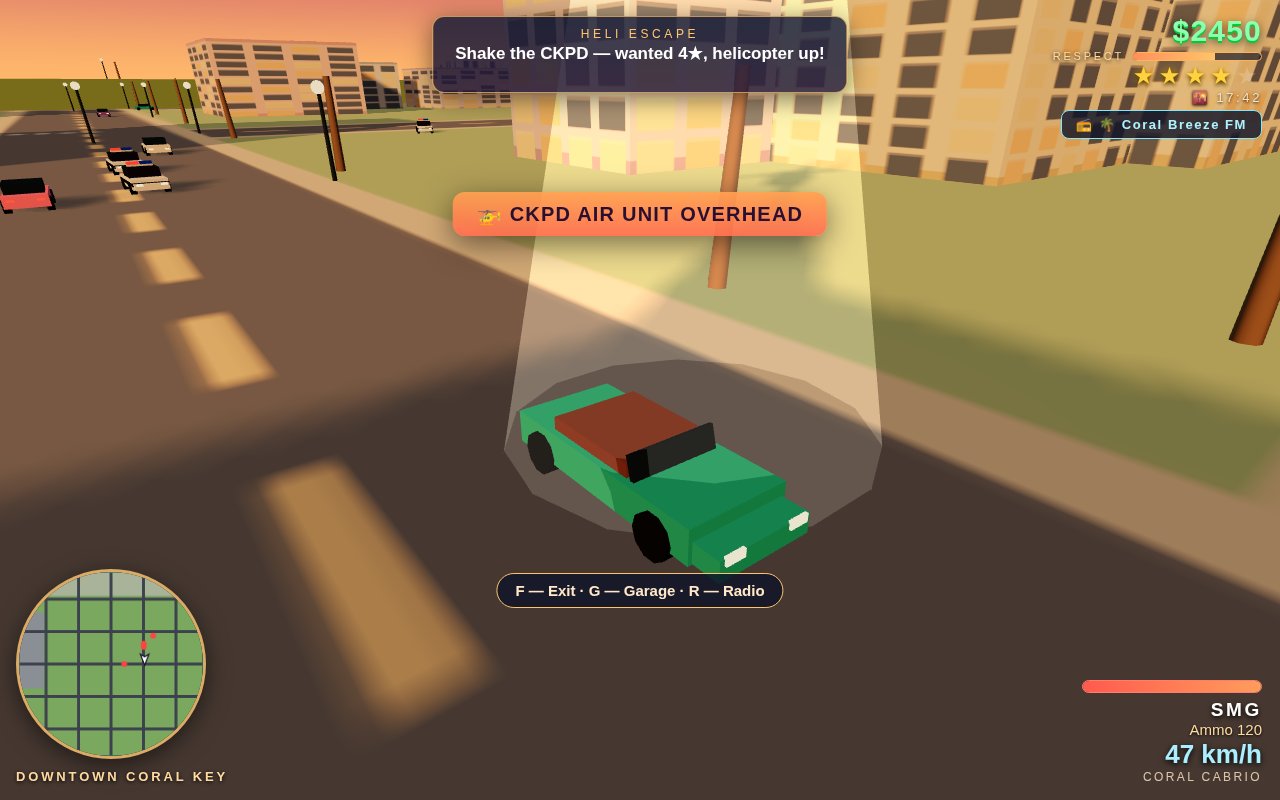 HELI ESCAPE
Shake the CKPD — wanted 4★, helicopter up!
$2450
RESPECT
★★★★★
17:42
Coral Breeze FM
CKPD AIR UNIT OVERHEAD
F — Exit · G — Garage · R — Radio
DOWNTOWN CORAL KEY
SMG
Ammo 120
47 km/h
CORAL CABRIO